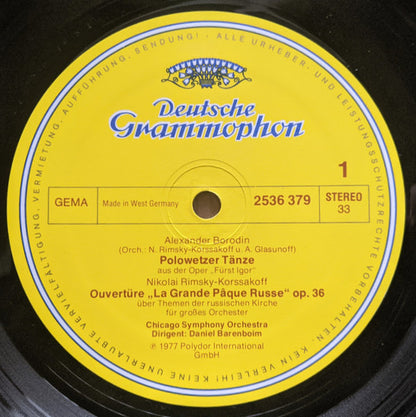 VERMIETUNG, AUFFÜHRUNG, SENDUNG! · ALLE URHEBER- UND LEISTUNGSSCHUTZRECHTE VORBEHALTEN · KEIN VERLEIH! KEINE UNERLAUBTE VERVIELFÄLTIGUNG,
Deutsche
Grammophon
1
GEMA
Made in West Germany
2536 379
STEREO
33
Alexander Borodin
(Orch.: N. Rimsky-Korssakoff u. A. Glasunoff)
Polowetzer Tänze
aus der Oper „Fürst Igor"
Nikolai Rimsky-Korssakoff
Ouvertüre „La Grande Pâque Russe" op. 36
über Themen der russischen Kirche
für großes Orchester
Chicago Symphony Orchestra
Dirigent: Daniel Barenboim
℗ 1977 Polydor International
GmbH